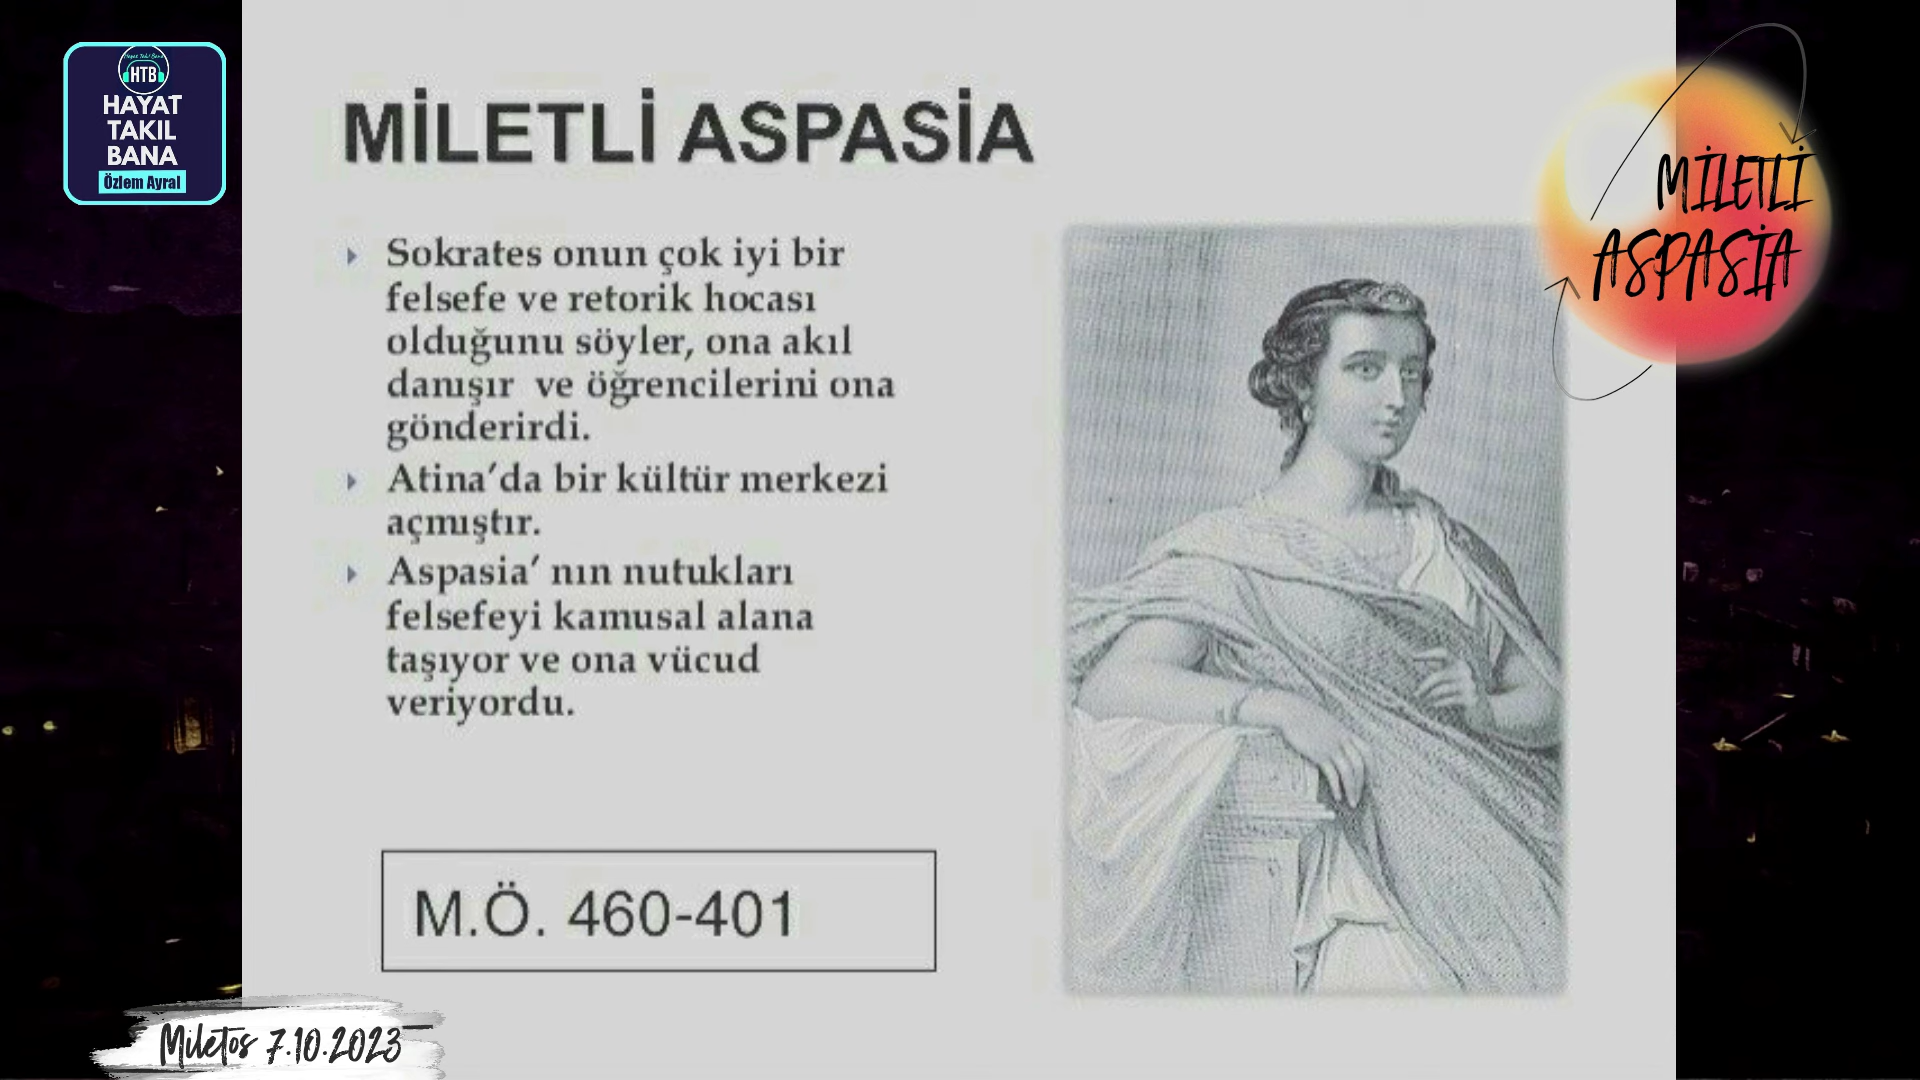 HTB
HAYAT
TAKIL
BANA
Özlem Ayral
MİLETLİ ASPASİA
MİLETLİ
ASPASİA
Sokrates onun çok iyi bir
felsefe ve retorik hocası
olduğunu söyler, ona akıl
danışır ve öğrencilerini ona
gönderirdi.
Atina’da bir kültür merkezi
açmıştır.
Aspasia’ nın nutukları
felsefeyi kamusal alana
taşıyor ve ona vücud
veriyordu.
M.Ö. 460-401
Miletos 7.10.2023